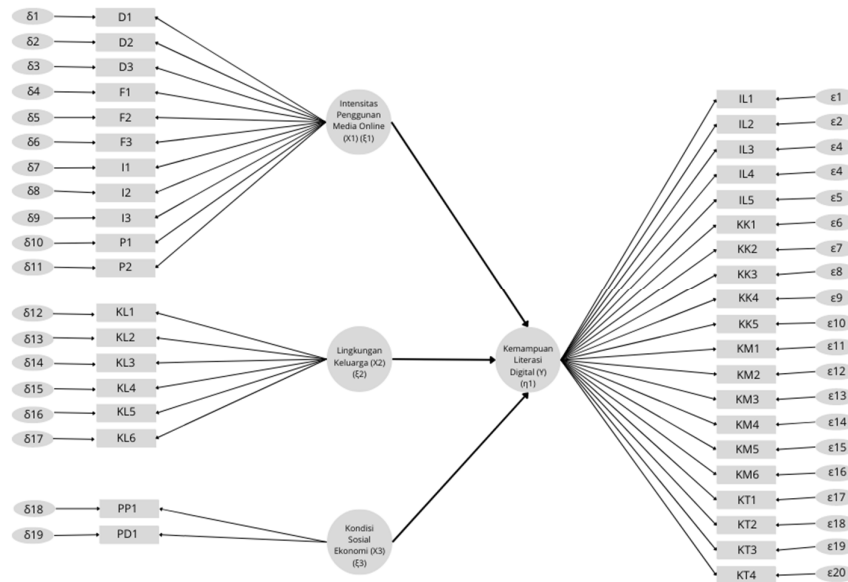 δ1
D1
δ2
D2
δ3
D3
δ4
F1
δ5
F2
δ6
F3
δ7
I1
δ8
I2
δ9
I3
δ10
P1
δ11
P2
Intensitas
Penggunan
Media Online
(X1) (ξ1)
δ12
KL1
δ13
KL2
δ14
KL3
δ15
KL4
δ16
KL5
δ17
KL6
Lingkungan
Keluarga (X2)
(ξ2)
δ18
PP1
δ19
PD1
Kondisi
Sosial
Ekonomi (X3)
(ξ3)
Kemampuan
Literasi
Digital (Y)
(η1)
IL1
ε1
IL2
ε2
IL3
ε4
IL4
ε4
IL5
ε5
KK1
ε6
KK2
ε7
KK3
ε8
KK4
ε9
KK5
ε10
KM1
ε11
KM2
ε12
KM3
ε13
KM4
ε14
KM5
ε15
KM6
ε16
KT1
ε17
KT2
ε18
KT3
ε19
KT4
ε20